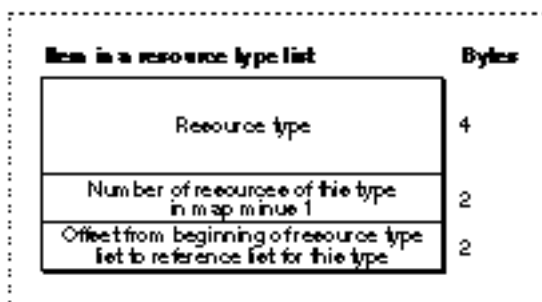 Item in a resource type list Bytes
Resource type 4
Number of resources of this type
in map minus 1 2
Offset from beginning of resource type
list to reference list for this type 2